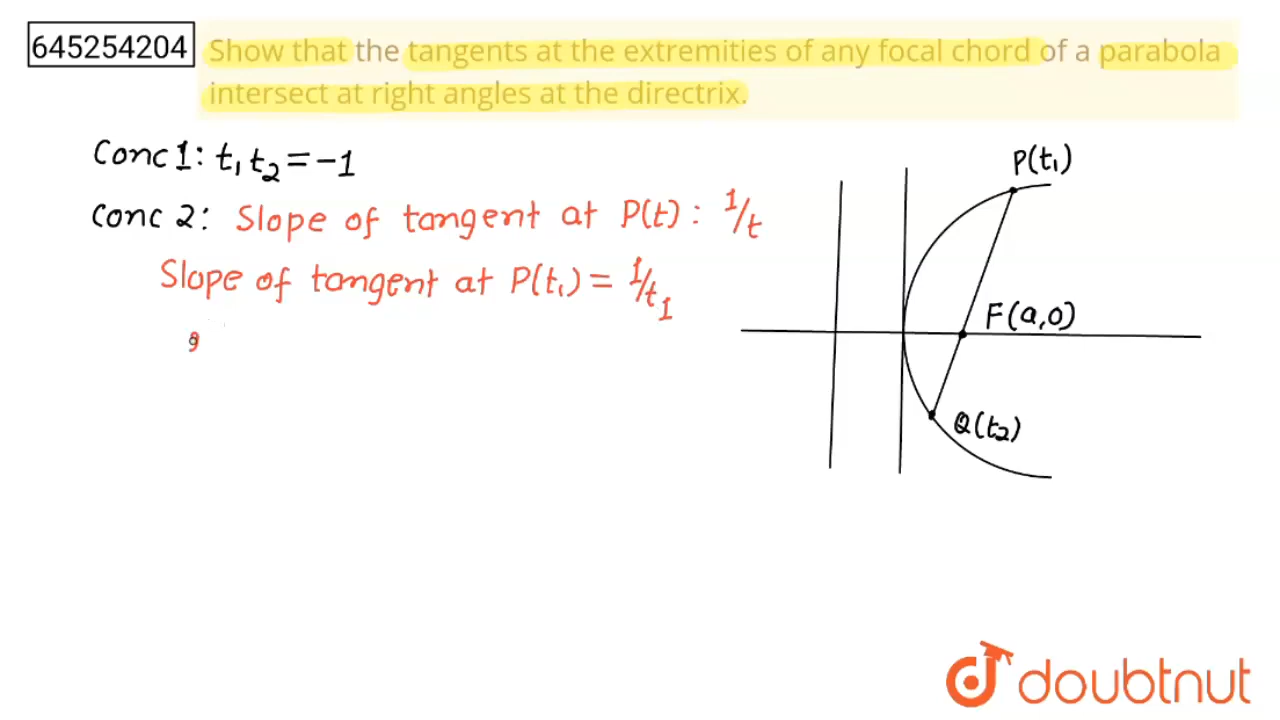 645254204 Show that the tangents at the extremities of any focal chord of a parabola
intersect at right angles at the directrix.
Conc 1: t₁ t₂ = -1
Conc 2: Slope of tangent at P(t): 1/t
Slope of tangent at P(t₁) = 1/t₁
P(t₁)
F(a,0)
Q(t₂)
doubtnut